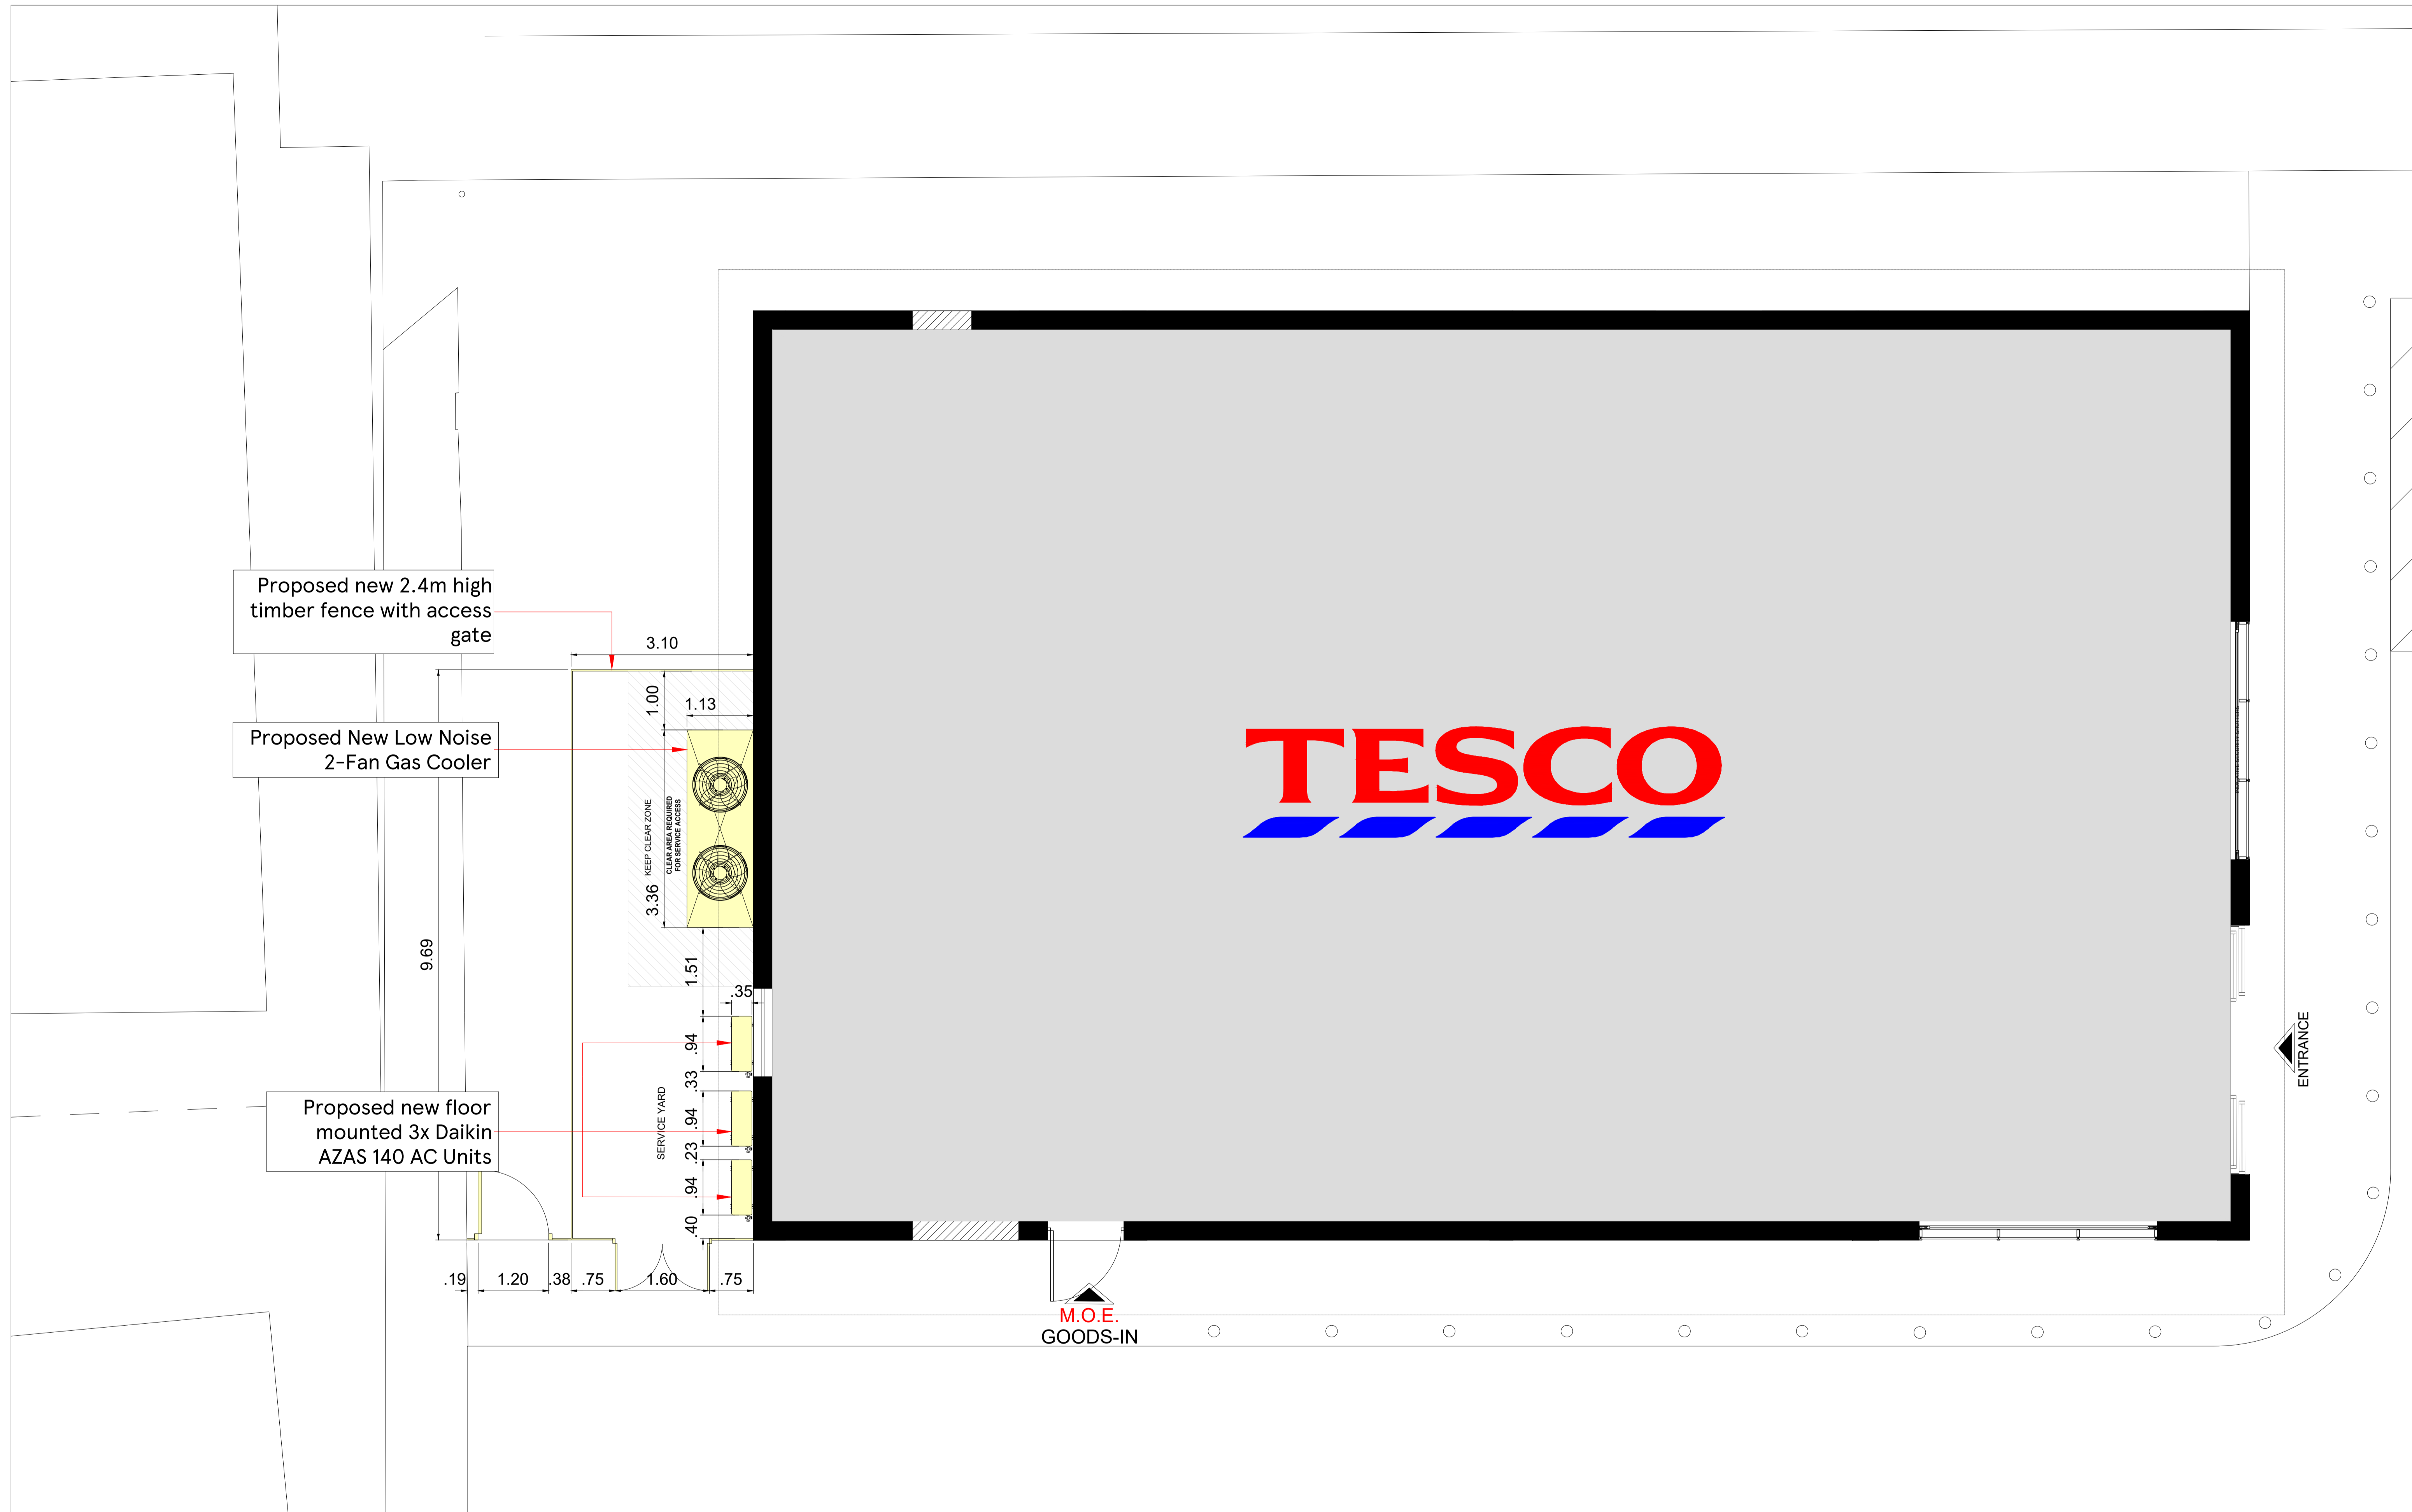 Proposed new 2.4m high
timber fence with access
gate
3.10
1.00
1.13
Proposed New Low Noise
2-Fan Gas Cooler
TESCO
INDICATIVE SECURITY SHUTTERS
KEEP CLEAR ZONE
CLEAR AREA REQUIRED
FOR SERVICE ACCESS
3.36
9.69
1.51
.35
.94
.33
.94
.23
.94
.40
SERVICE YARD
ENTRANCE
Proposed new floor
mounted 3x Daikin
AZAS 140 AC Units
.19
1.20
.38
.75
1.60
.75
M.O.E.
GOODS-IN